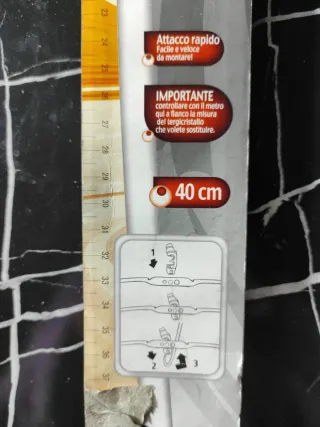 Attacco rapido
Facile e veloce
da montare!
IMPORTANTE
controllare con il metro
qui a fianco la misura
del tergicristallo
che volete sostituire.
40 cm
1
2
3
23
24
25
26
27
28
29
30
31
32
33
34
35
36
37